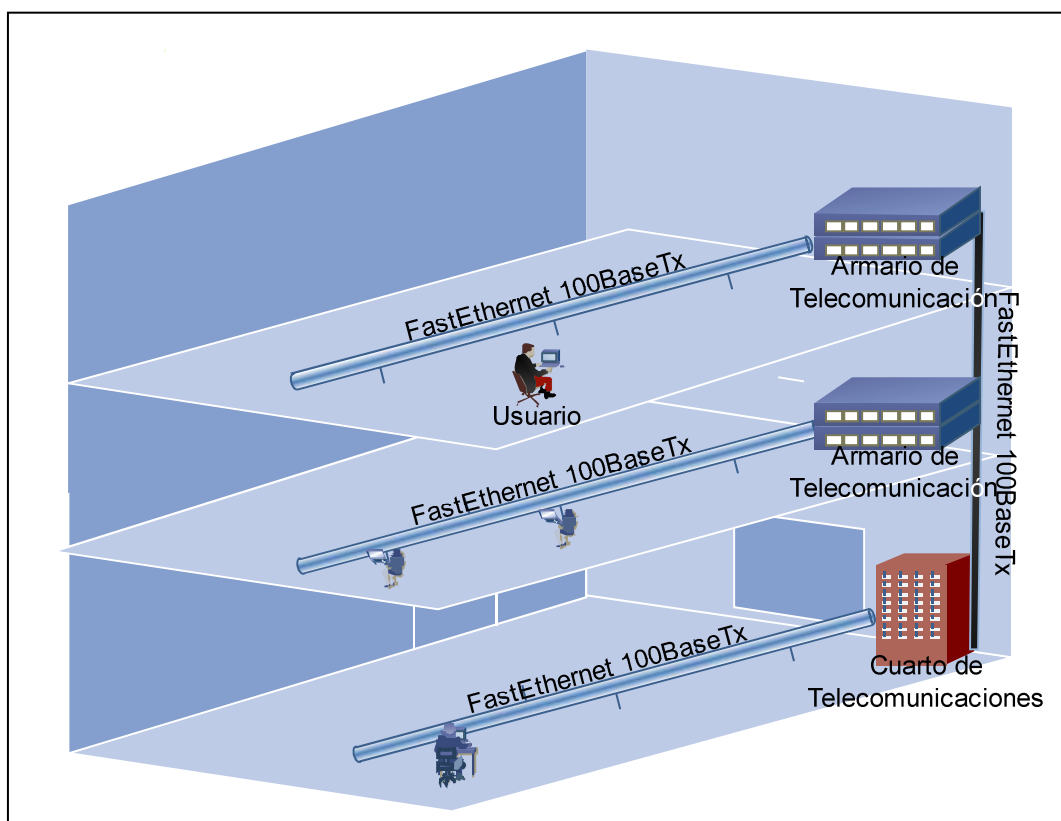 FastEthernet 100BaseTx
Armario de
Telecomunicación
FastEthernet 100BaseTx
Usuario
FastEthernet 100BaseTx
Armario de
Telecomunicación
FastEthernet 100BaseTx
Cuarto de
Telecomunicaciones